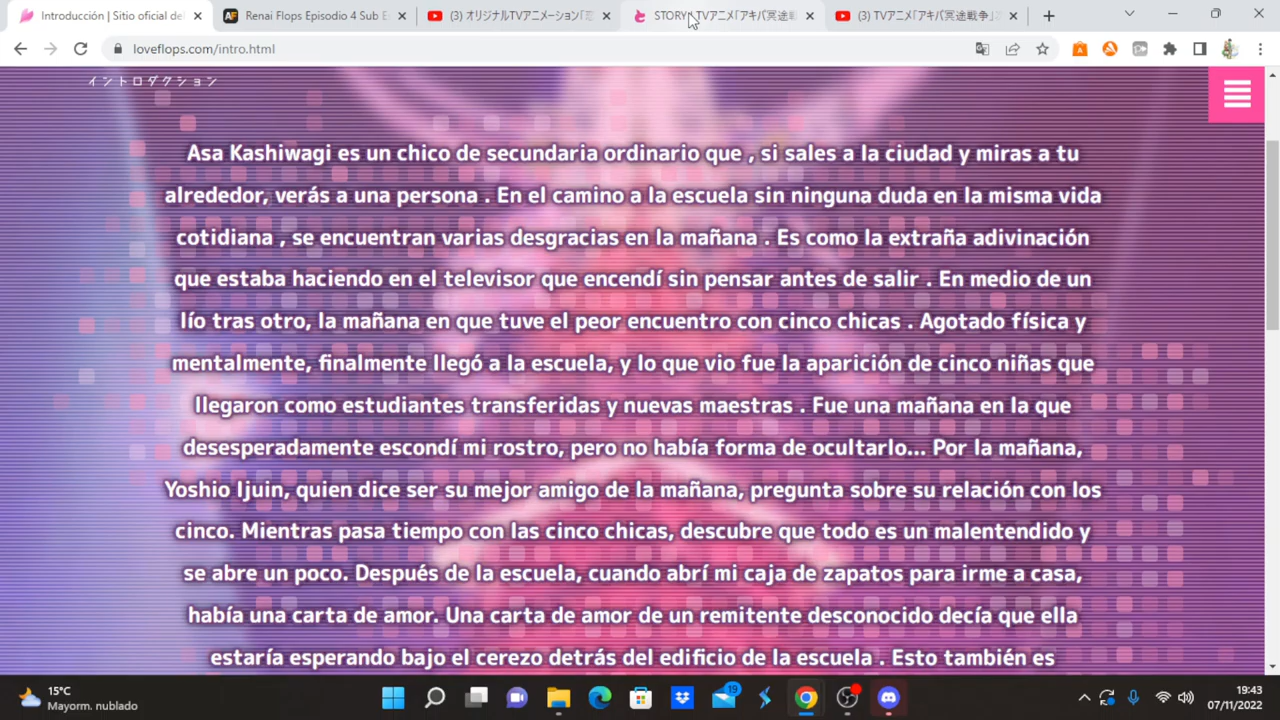 Introducción | Sitio oficial del
Renai Flops Episodio 4 Sub E
(3) オリジナルTVアニメーション「恋
STORY | TVアニメ「アキバ冥途戦
(3) TVアニメ「アキバ冥途戦争」
loveflops.com/intro.html
イントロダクション
Asa Kashiwagi es un chico de secundaria ordinario que , si sales a la ciudad y miras a tu
alrededor, verás a una persona . En el camino a la escuela sin ninguna duda en la misma vida
cotidiana , se encuentran varias desgracias en la mañana . Es como la extraña adivinación
que estaba haciendo en el televisor que encendí sin pensar antes de salir . En medio de un
lío tras otro, la mañana en que tuve el peor encuentro con cinco chicas . Agotado física y
mentalmente, finalmente llegó a la escuela, y lo que vio fue la aparición de cinco niñas que
llegaron como estudiantes transferidas y nuevas maestras . Fue una mañana en la que
desesperadamente escondí mi rostro, pero no había forma de ocultarlo... Por la mañana,
Yoshio Ijuin, quien dice ser su mejor amigo de la mañana, pregunta sobre su relación con los
cinco. Mientras pasa tiempo con las cinco chicas, descubre que todo es un malentendido y
se abre un poco. Después de la escuela, cuando abrí mi caja de zapatos para irme a casa,
había una carta de amor. Una carta de amor de un remitente desconocido decía que ella
estaría esperando bajo el cerezo detrás del edificio de la escuela . Esto también es
15°C
Mayorm. nublado
19
19:43
07/11/2022